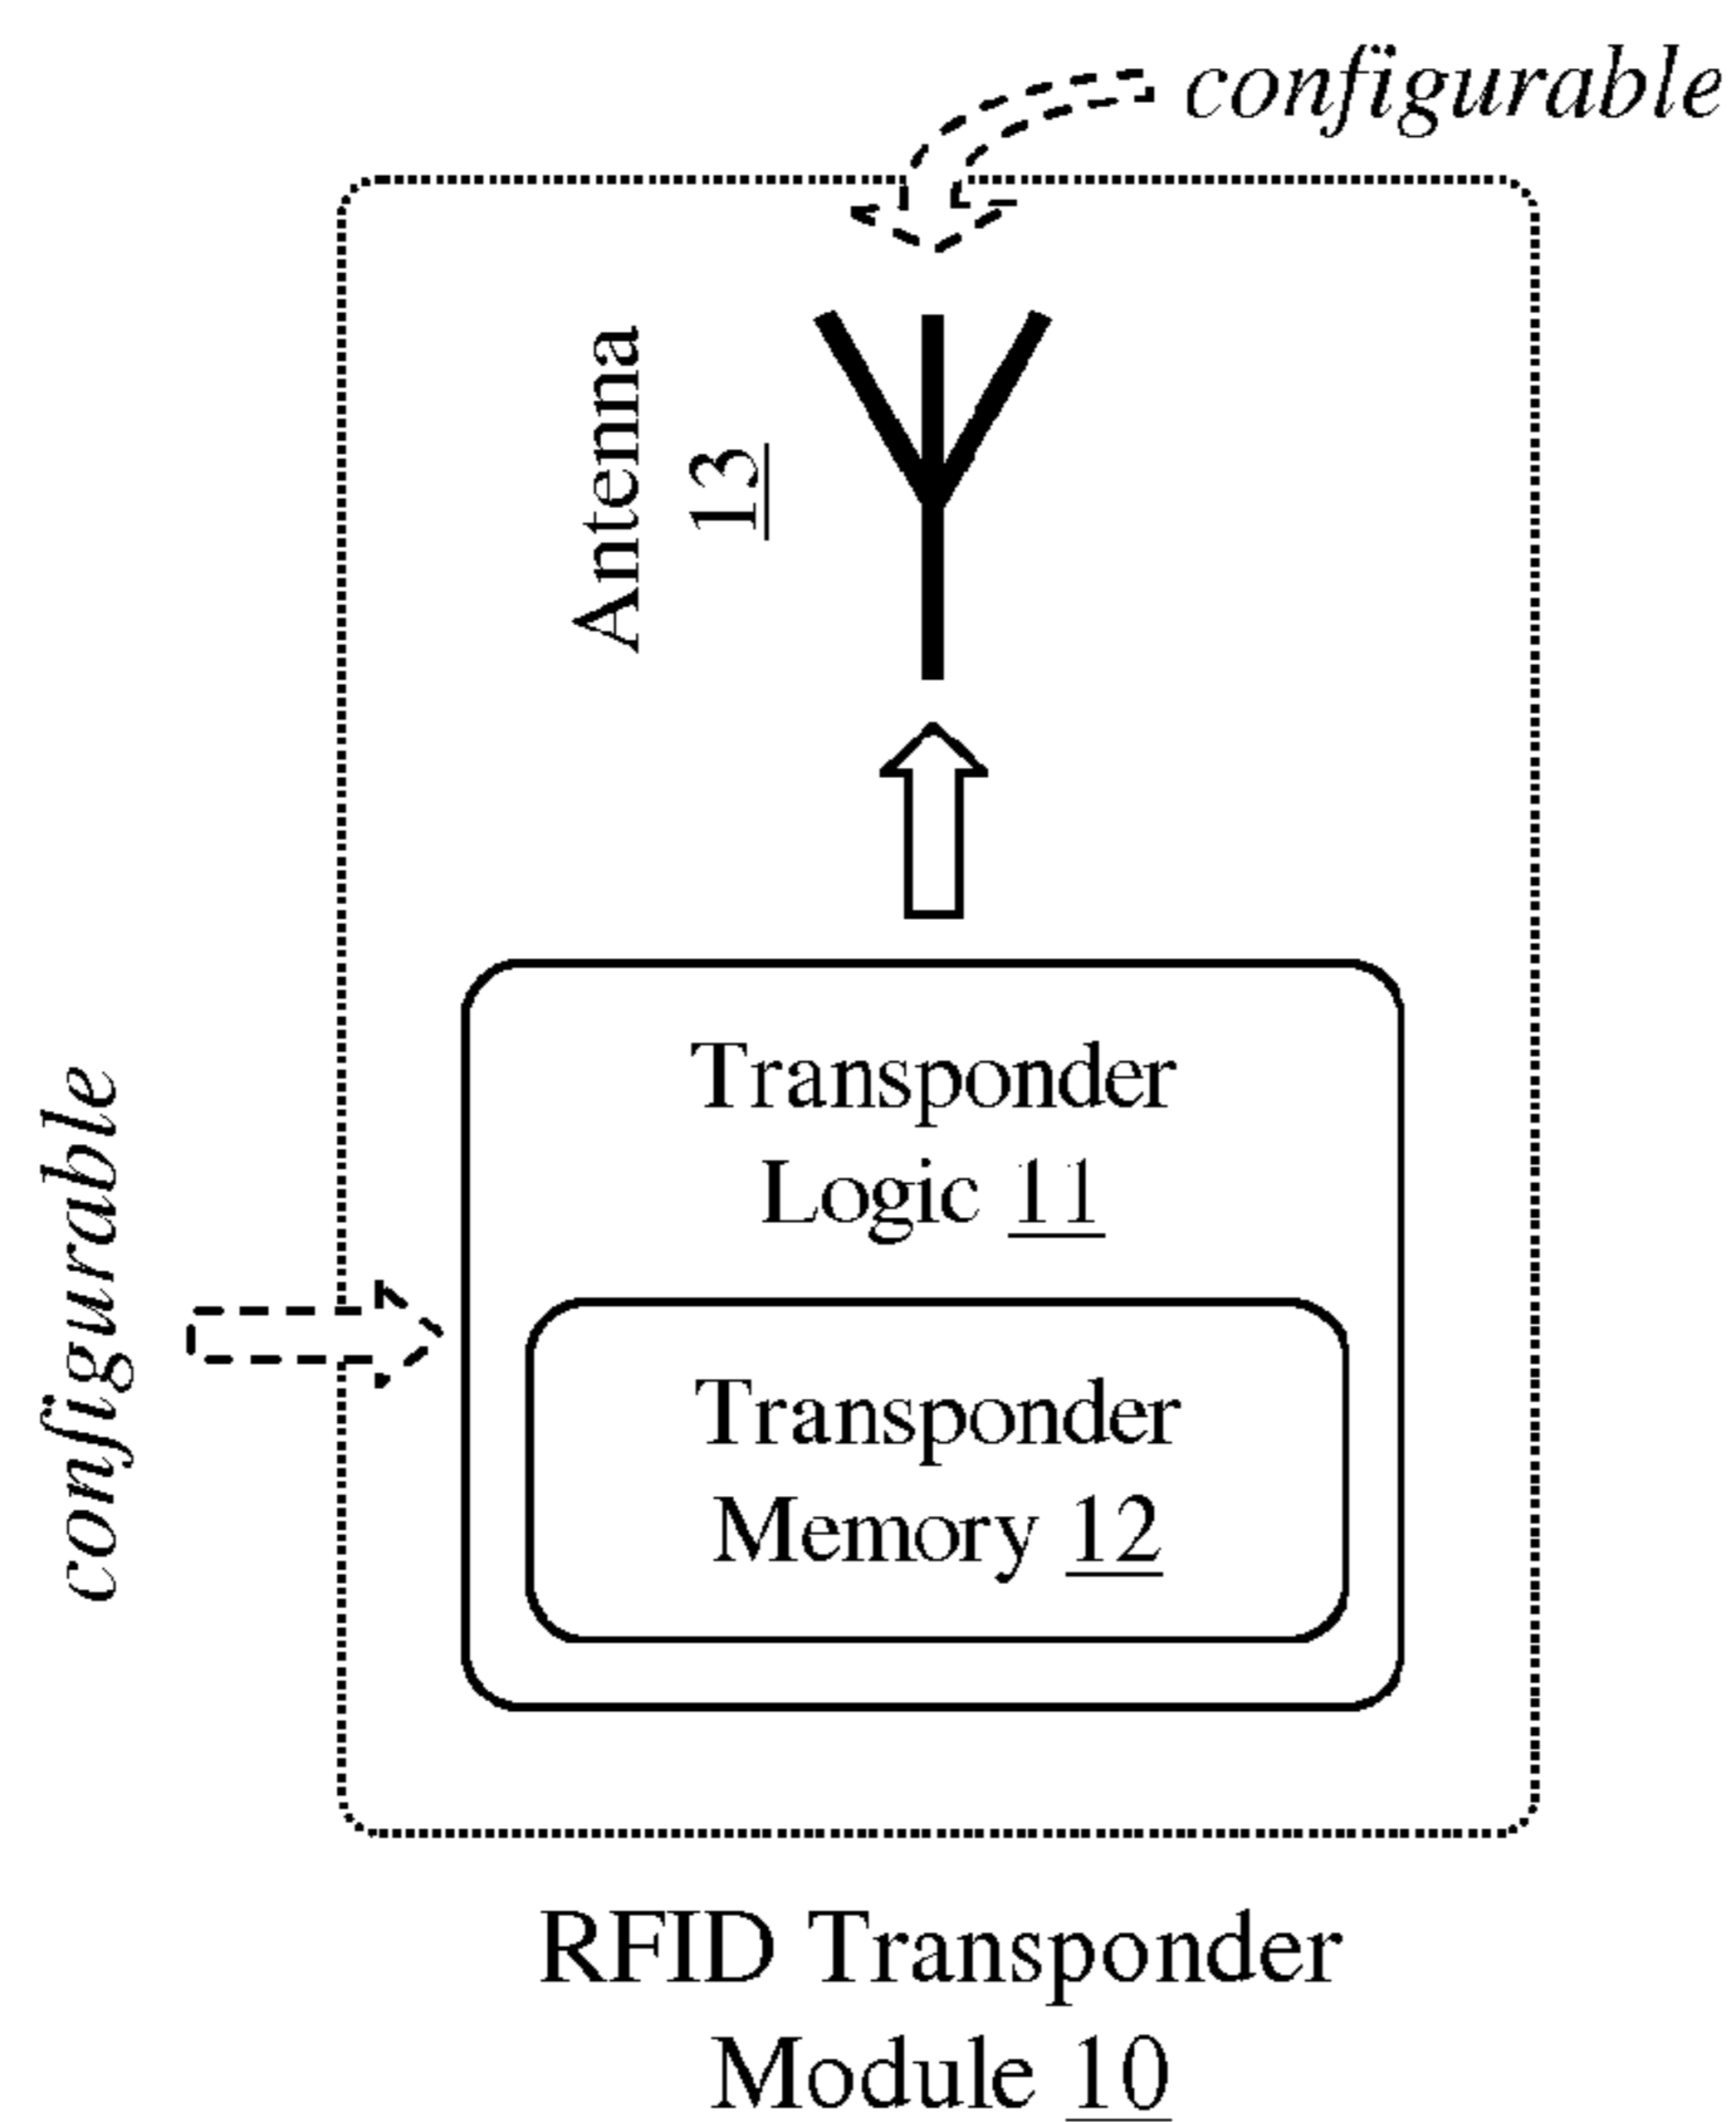 configurable
Antenna
13
Transponder
Logic 11
configurable
Transponder
Memory 12
RFID Transponder
Module 10